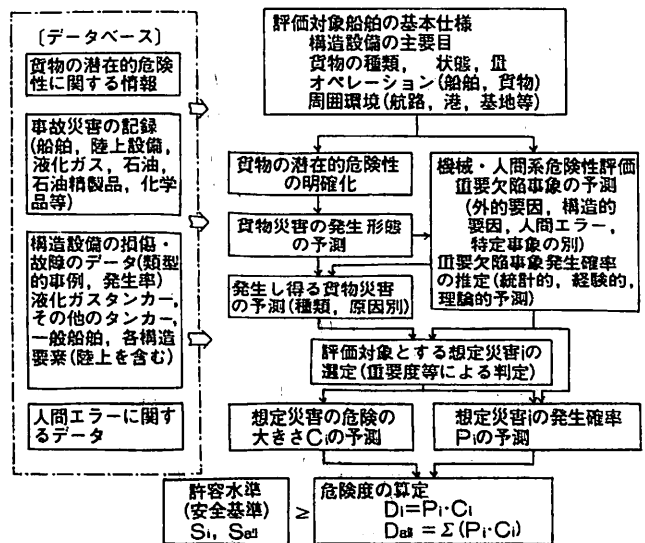 〔データベース〕
貨物の潜在的危険
性に関する情報
事故災害の記録
(船舶,陸上設備,
液化ガス,石油,
石油精製品,化学
品等)
構造設備の損傷・
故障のデータ(類型
的事例,発生率)
液化ガスタンカー,
その他のタンカー,
一般船舶,各構造
要素(陸上を含む)
人間エラーに関す
るデータ
評価対象船舶の基本仕様
構造設備の主要目
貨物の種類, 状態, 量
オペレーション(船舶,貨物)
周囲環境(航路,港,基地等)
貨物の潜在的危険性
の明確化
貨物災害の発生形態
の予測
発生し得る貨物災害
の予測(種類,原因別)
機械・人間系危険性評価
重要欠陥事象の予測
(外的要因,構造的
要因,人間エラー,
特定事象の別)
重要欠陥事象発生確率
の推定(統計的,経験的,
理論的予測)
評価対象とする想定災害iの
選定(重要度等による判定)
想定災害の危険の
大きさCiの予測
想定災害iの発生確率
Piの予測
許容水準
(安全基準)
Si, Sall
≥
危険度の算定
Di=Pi・Ci
Dall=Σ(Pi・Ci)